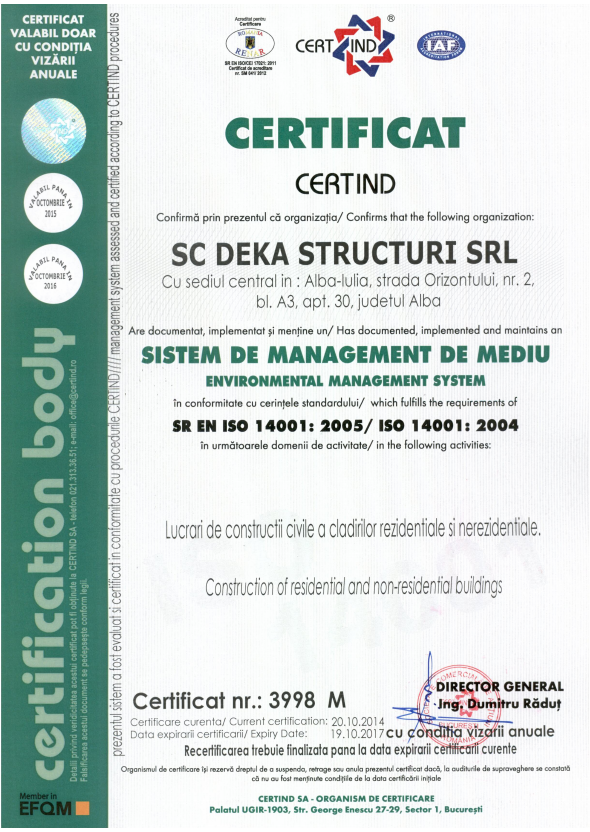 CERTIFICAT
VALABIL DOAR
CU CONDIȚIA
VIZĂRII
ANUALE
VALABIL PANA IN
OCTOMBRIE
2015
VALABIL PANA IN
OCTOMBRIE
2016
certification body
Detalii privind veridicitatea acestui certificat pot fi obținute la CERTIND SA - telefon 021.313.36.51; e-mail: office@certind.ro
Falsificarea acestui document se pedepsește conform legii.
Member in
EFQM
prezentul sistem a fost evaluat si certificat in conformitate cu procedurile CERTIND//// management system assessed and certified according to CERTIND procedures
Acreditat pentru
Certificare
RENAR
SR EN ISO/CEI 17021: 2011
Certificat de acreditare
nr. SM 041/ 2012
CERTIND®
IAF
CERTIFICAT
CERTIND
Confirmă prin prezentul că organizația/ Confirms that the following organization:
SC DEKA STRUCTURI SRL
Cu sediul central in : Alba-Iulia, strada Orizontului, nr. 2,
bl. A3, apt. 30, judetul Alba
Are documentat, implementat și menține un/ Has documented, implemented and maintains an
SISTEM DE MANAGEMENT DE MEDIU
ENVIRONMENTAL MANAGEMENT SYSTEM
în conformitate cu cerințele standardului/ which fulfills the requirements of
SR EN ISO 14001: 2005/ ISO 14001: 2004
în următoarele domenii de activitate/ in the following activities:
Lucrari de constructii civile a cladirilor rezidentiale si nerezidentiale.
Construction of residential and non-residential buildings
DIRECTOR GENERAL
Ing. Dumitru Răduț
Certificat nr.: 3998 M
Certificare curenta/ Current certification: 20.10.2014
Data expirarii certificarii/ Expiry Date: 19.10.2017 cu conditia vizarii anuale
Recertificarea trebuie finalizata pana la data expirarii certificarii curente
Organismul de certificare își rezervă dreptul de a suspenda, retrage sau anula prezentul certificat dacă, la auditurile de supraveghere se constată
că nu au fost menținute condițiile de la data certificării inițiale
CERTIND SA - ORGANISM DE CERTIFICARE
Palatul UGIR-1903, Str. George Enescu 27-29, Sector 1, București